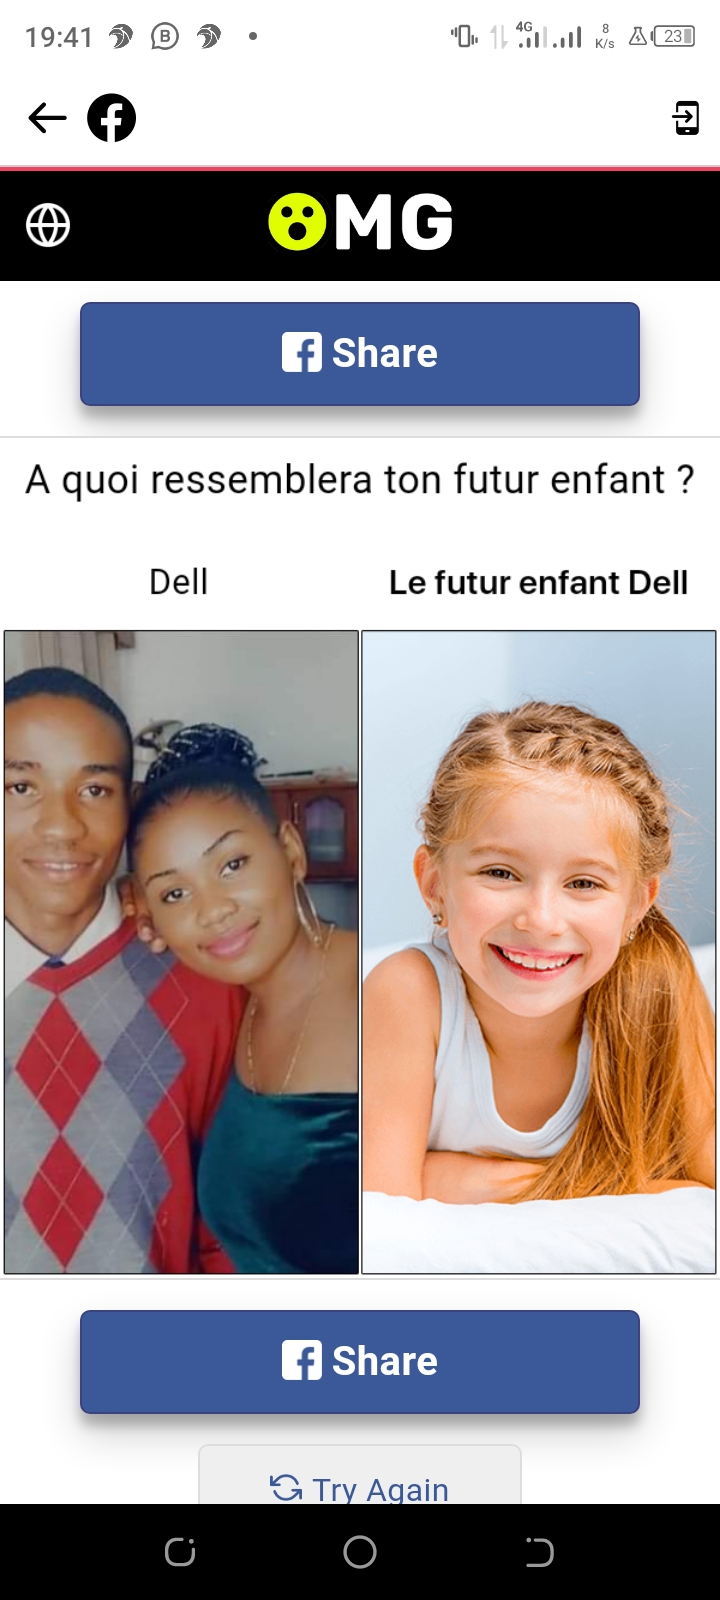 19:41
B
4G
8
K/s
23
OMG
Share
A quoi ressemblera ton futur enfant ?
Dell
Le futur enfant Dell
Share
Try Again